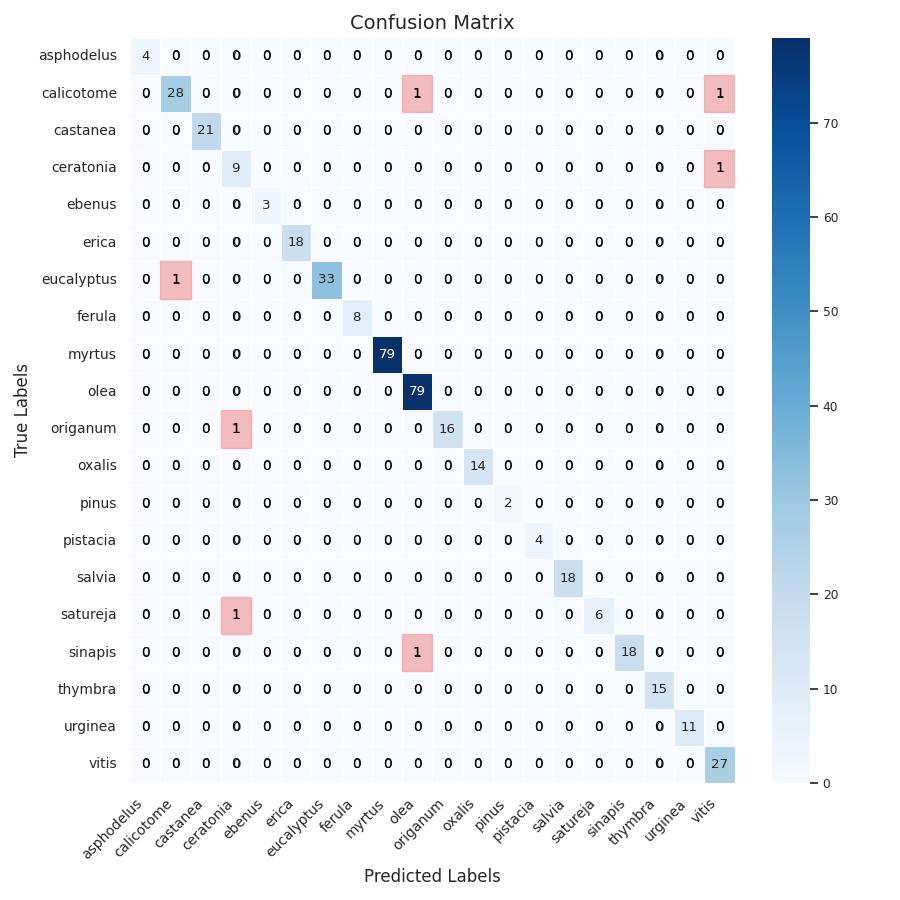 Confusion Matrix
asphodelus 4 0 0 0 0 0 0 0 0 0 0 0 0 0 0 0 0 0 0 0
calicotome 0 28 0 0 0 0 0 0 0 1 0 0 0 0 0 0 0 0 0 1
castanea 0 0 21 0 0 0 0 0 0 0 0 0 0 0 0 0 0 0 0 0
ceratonia 0 0 0 9 0 0 0 0 0 0 0 0 0 0 0 0 0 0 0 1
ebenus 0 0 0 0 3 0 0 0 0 0 0 0 0 0 0 0 0 0 0 0
erica 0 0 0 0 0 18 0 0 0 0 0 0 0 0 0 0 0 0 0 0
eucalyptus 0 1 0 0 0 0 33 0 0 0 0 0 0 0 0 0 0 0 0 0
ferula 0 0 0 0 0 0 0 8 0 0 0 0 0 0 0 0 0 0 0 0
myrtus 0 0 0 0 0 0 0 0 79 0 0 0 0 0 0 0 0 0 0 0
olea 0 0 0 0 0 0 0 0 0 79 0 0 0 0 0 0 0 0 0 0
origanum 0 0 0 1 0 0 0 0 0 0 16 0 0 0 0 0 0 0 0 0
oxalis 0 0 0 0 0 0 0 0 0 0 0 14 0 0 0 0 0 0 0 0
pinus 0 0 0 0 0 0 0 0 0 0 0 0 2 0 0 0 0 0 0 0
pistacia 0 0 0 0 0 0 0 0 0 0 0 0 0 4 0 0 0 0 0 0
salvia 0 0 0 0 0 0 0 0 0 0 0 0 0 0 18 0 0 0 0 0
satureja 0 0 0 1 0 0 0 0 0 0 0 0 0 0 0 6 0 0 0 0
sinapis 0 0 0 0 0 0 0 0 0 1 0 0 0 0 0 0 18 0 0 0
thymbra 0 0 0 0 0 0 0 0 0 0 0 0 0 0 0 0 0 15 0 0
urginea 0 0 0 0 0 0 0 0 0 0 0 0 0 0 0 0 0 0 11 0
vitis 0 0 0 0 0 0 0 0 0 0 0 0 0 0 0 0 0 0 0 27
asphodelus calicotome castanea ceratonia ebenus erica eucalyptus ferula myrtus olea origanum oxalis pinus pistacia salvia satureja sinapis thymbra urginea vitis
Predicted Labels
True Labels
70
60
50
40
30
20
10
0